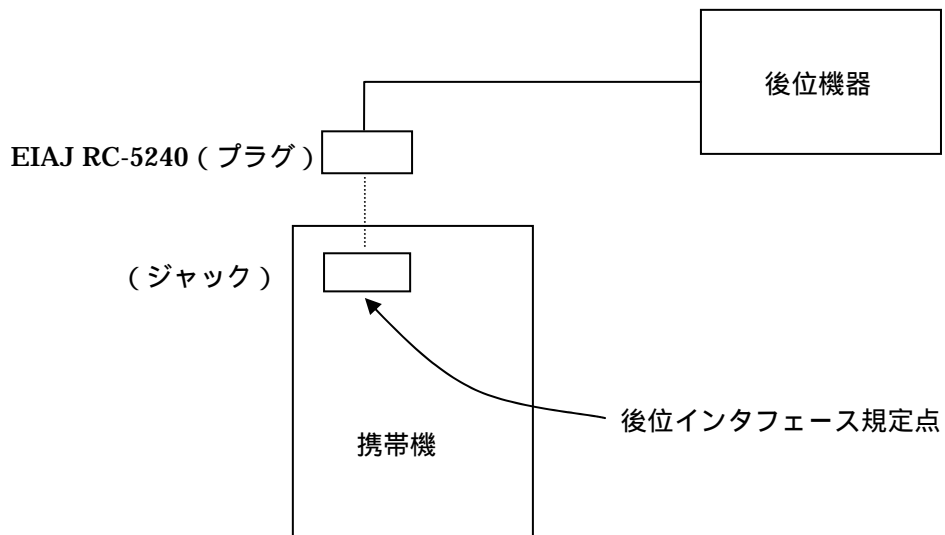 後位機器
EIAJ RC-5240 ( プラグ )
( ジャック )
後位インタフェース規定点
携帯機